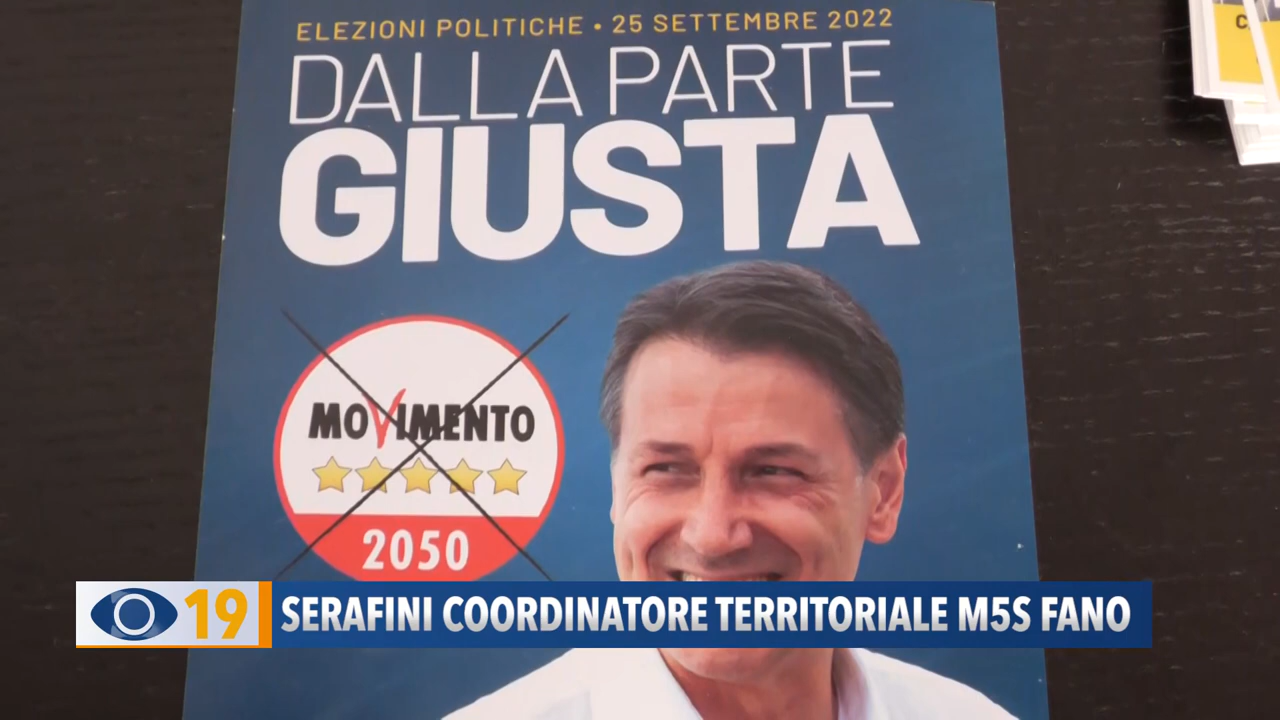 ELEZIONI POLITICHE • 25 SETTEMBRE 2022
DALLA PARTE
GIUSTA
MOVIMENTO
2050
19 SERAFINI COORDINATORE TERRITORIALE M5S FANO